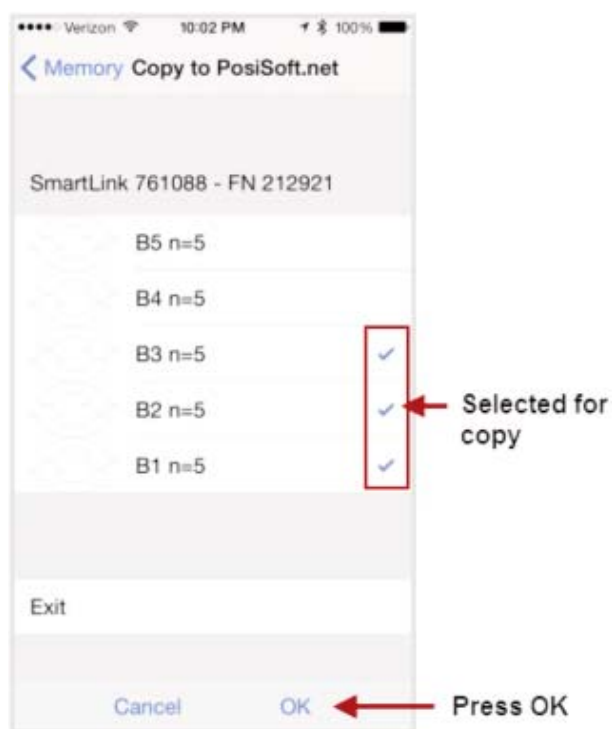 Verizon 10:02 PM 100%
Memory Copy to PosiSoft.net
SmartLink 761088 - FN 212921
B5 n=5
B4 n=5
B3 n=5
B2 n=5
Selected for
copy
B1 n=5
Exit
Cancel OK
Press OK